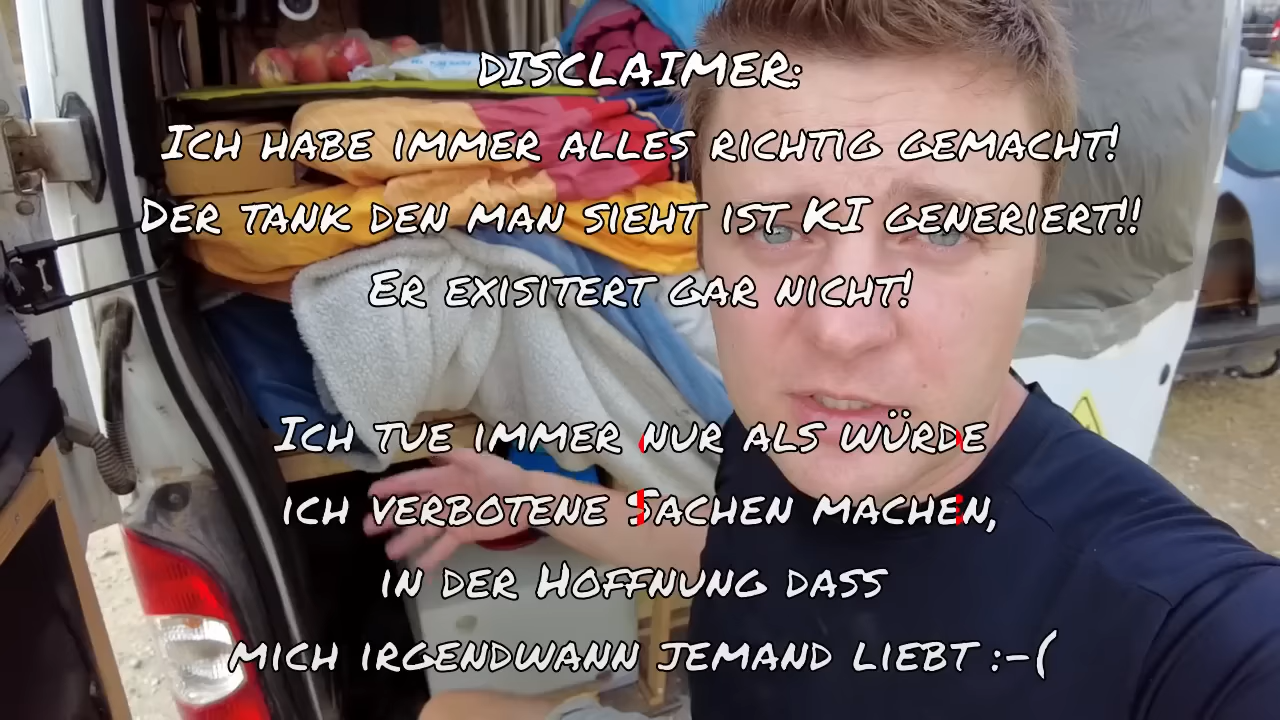 DISCLAIMER:
Ich habe immer alles richtig gemacht!
Der tank den man sieht ist KI generiert!!
Er exisitert gar nicht!
Ich tue immer nur als würde
ich verbotene Sachen machen,
in der Hoffnung dass
mich irgendwann jemand liebt :-(